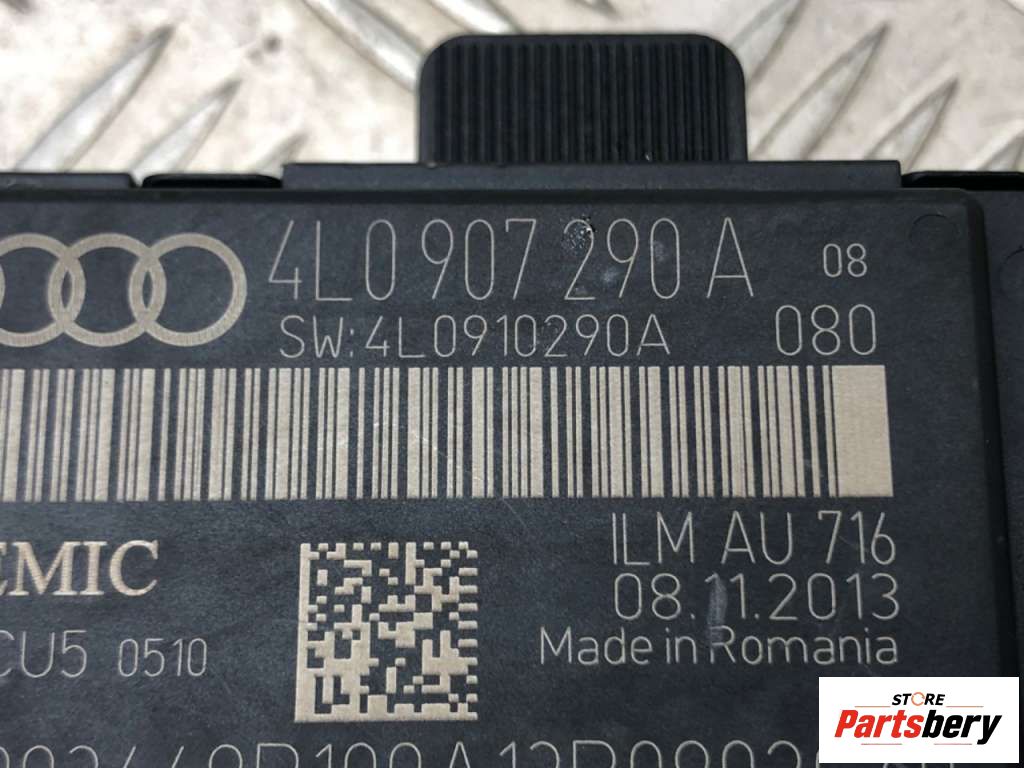 4L0 907 290 A 08
SW:4L0910290A 080
EMIC ILM AU 716
08.11.2013
CU5 0510 Made in Romania
STORE
Partsbery